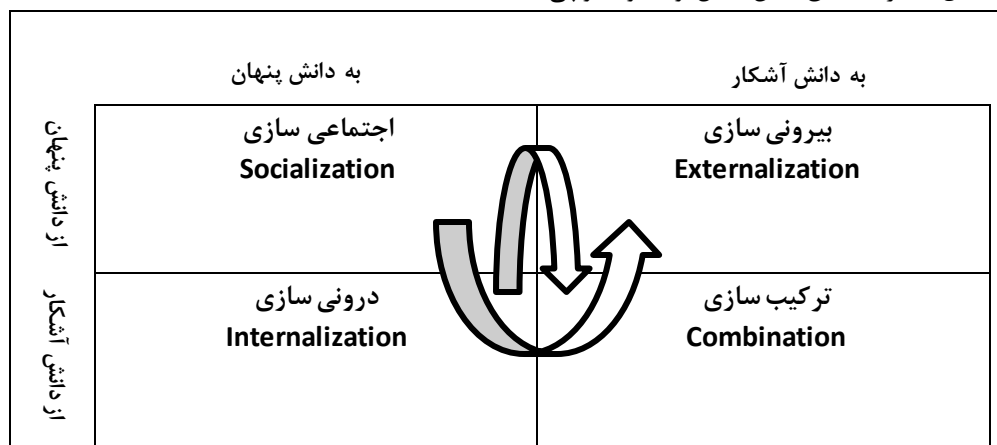 به دانش آشکار
به دانش پنهان
از دانش پنهان
بیرونی سازی
Externalization
اجتماعی سازی
Socialization
از دانش آشکار
ترکیب سازی
Combination
درونی سازی
Internalization